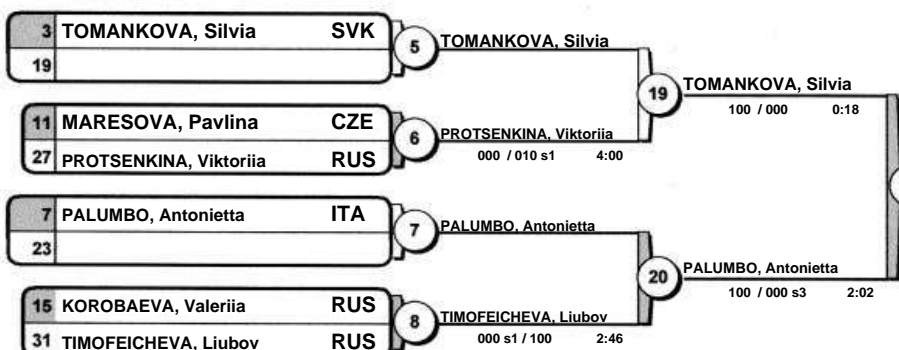 3 TOMANKOVA, Silvia SVK
19
5 TOMANKOVA, Silvia
11 MARESOVA, Pavlina CZE
27 PROTSENKINA, Viktoriia RUS
6 PROTSENKINA, Viktoriia
000 / 010 s1 4:00
19 TOMANKOVA, Silvia
100 / 000 0:18
7 PALUMBO, Antonietta ITA
23
7 PALUMBO, Antonietta
15 KOROBAEVA, Valeriia RUS
31 TIMOFEICHEVA, Liubov RUS
8 TIMOFEICHEVA, Liubov
000 s1 / 100 2:46
20 PALUMBO, Antonietta
100 / 000 s3 2:02